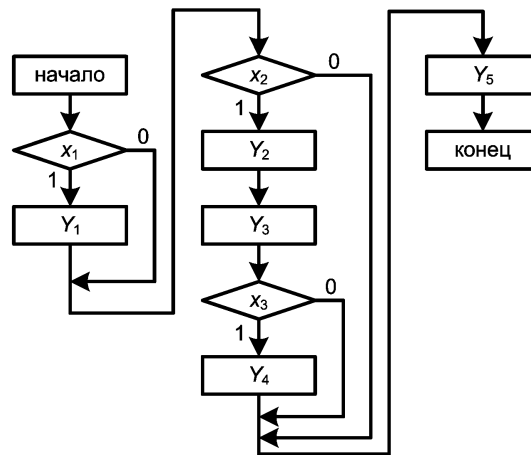 начало
x₁
0
1
Y₁
x₂
0
1
Y₂
Y₃
x₃
0
1
Y₄
Y₅
конец